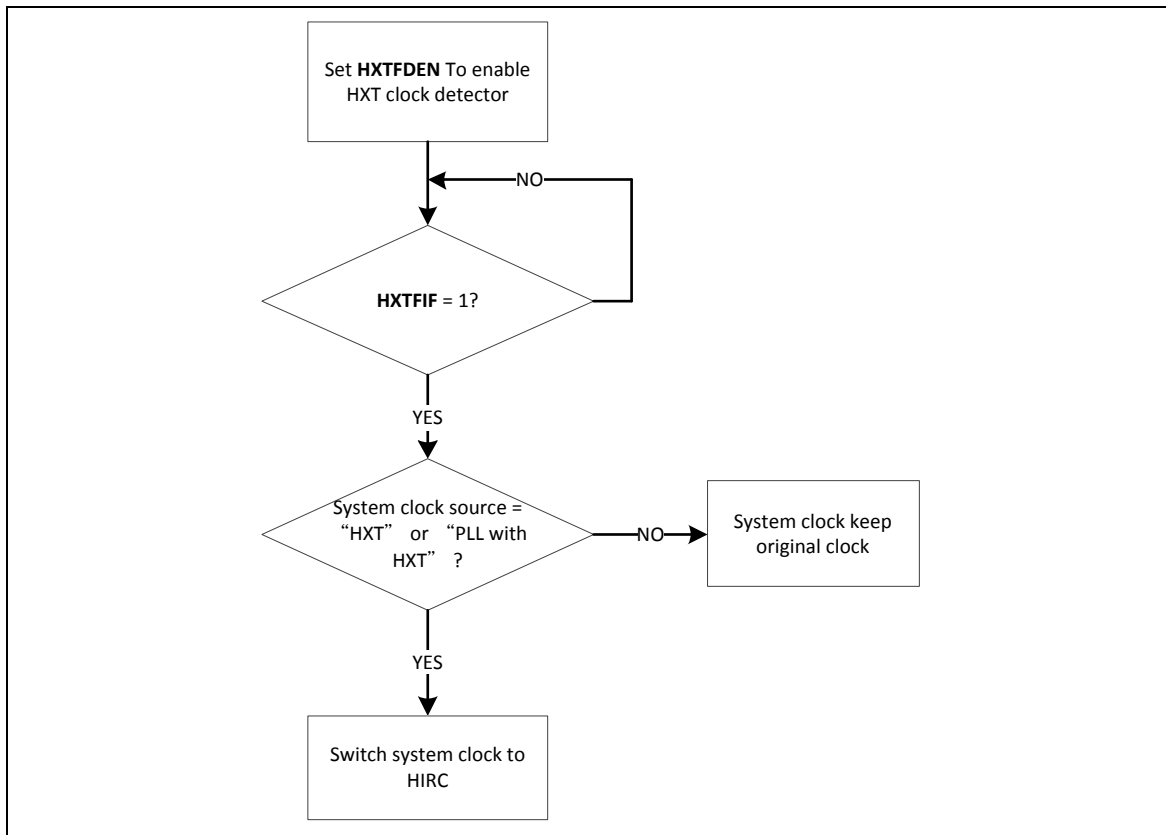 Set HXTFDEN To enable
HXT clock detector
NO
HXTFIF = 1?
YES
System clock source =
“HXT” or “PLL with
HXT” ?
NO
System clock keep
original clock
YES
Switch system clock to
HIRC